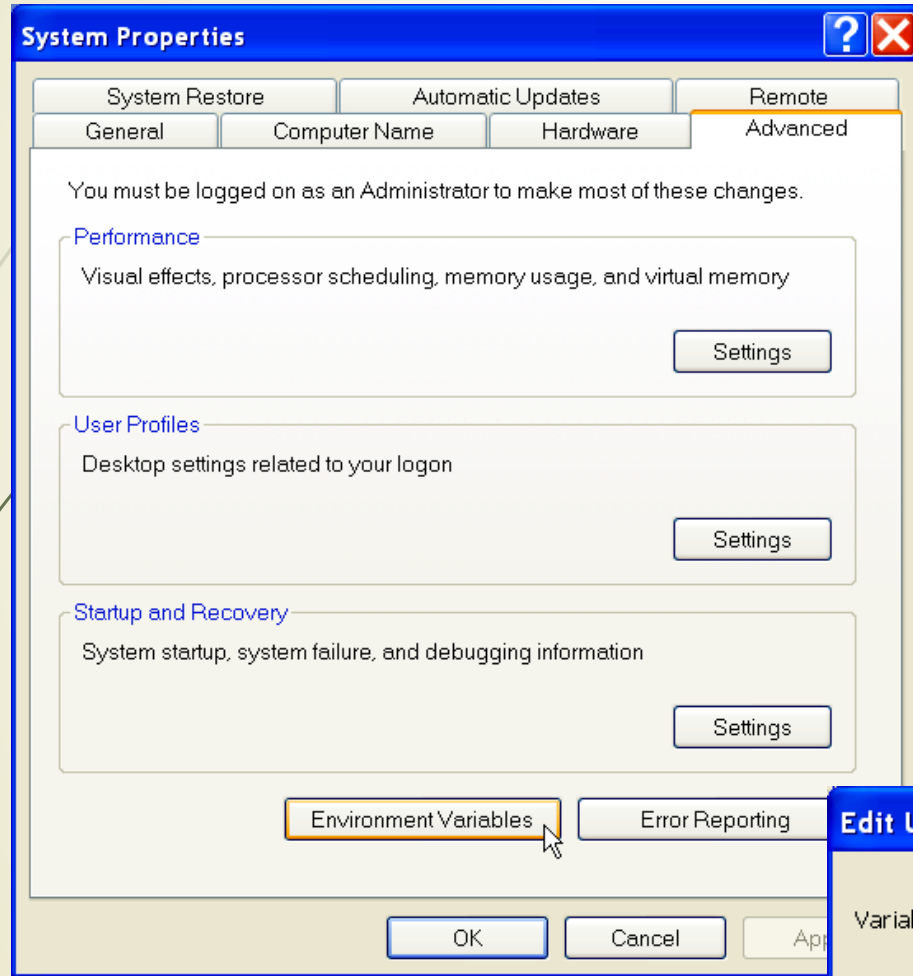 System Properties
System Restore Automatic Updates Remote
General Computer Name Hardware Advanced
You must be logged on as an Administrator to make most of these changes.
Performance
Visual effects, processor scheduling, memory usage, and virtual memory
Settings
User Profiles
Desktop settings related to your logon
Settings
Startup and Recovery
System startup, system failure, and debugging information
Settings
Environment Variables Error Reporting
Edit
OK Cancel